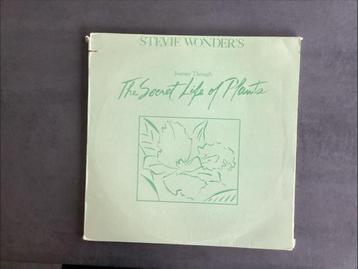 STEVIE WONDER'S
Journey Through
The Secret Life of Plants